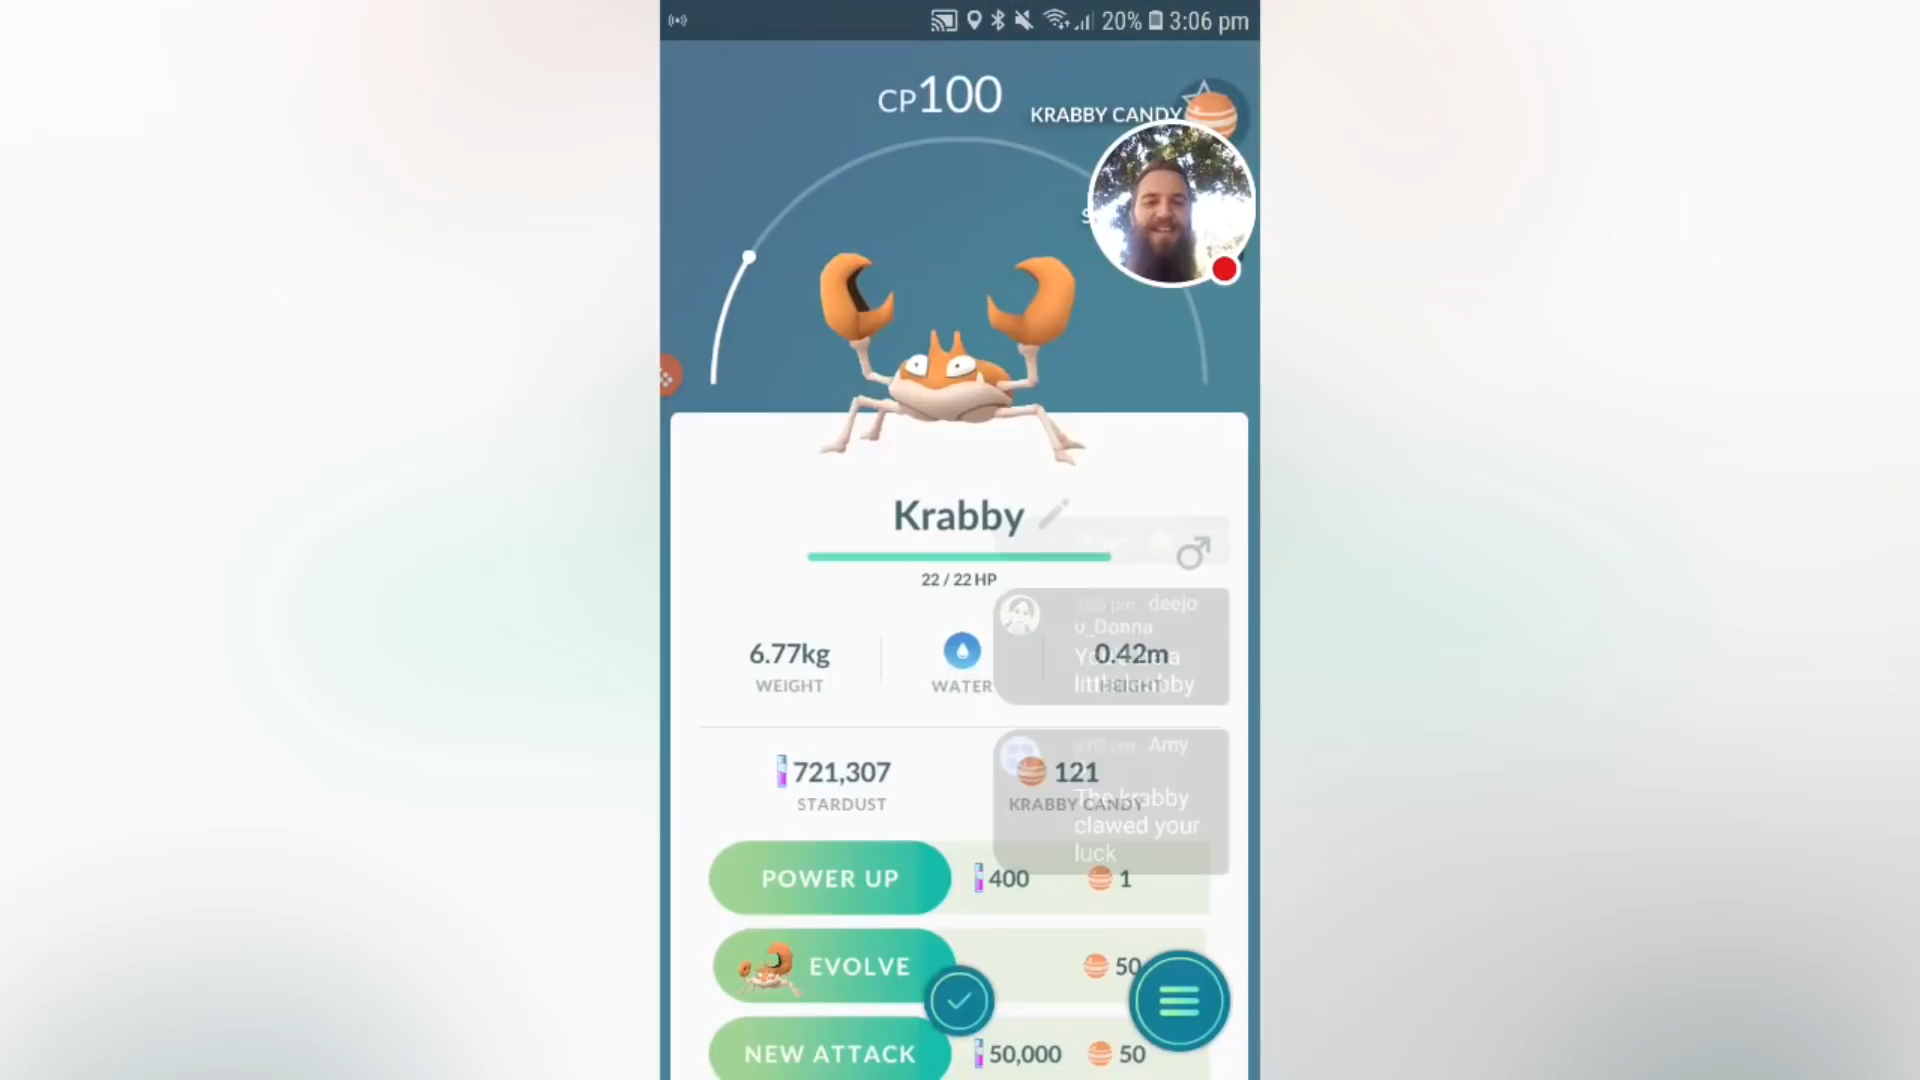 20% 3:06 pm
CP100
KRABBY CANDY
Krabby
22 / 22 HP
deejo
u_Donna
6.77kg
0.42m
WEIGHT
WATER
little krabby
721,307
121
Amy
STARDUST
KRABBY CANDY
The krabby
clawed your
luck
POWER UP
400
1
EVOLVE
50
NEW ATTACK
50,000
50